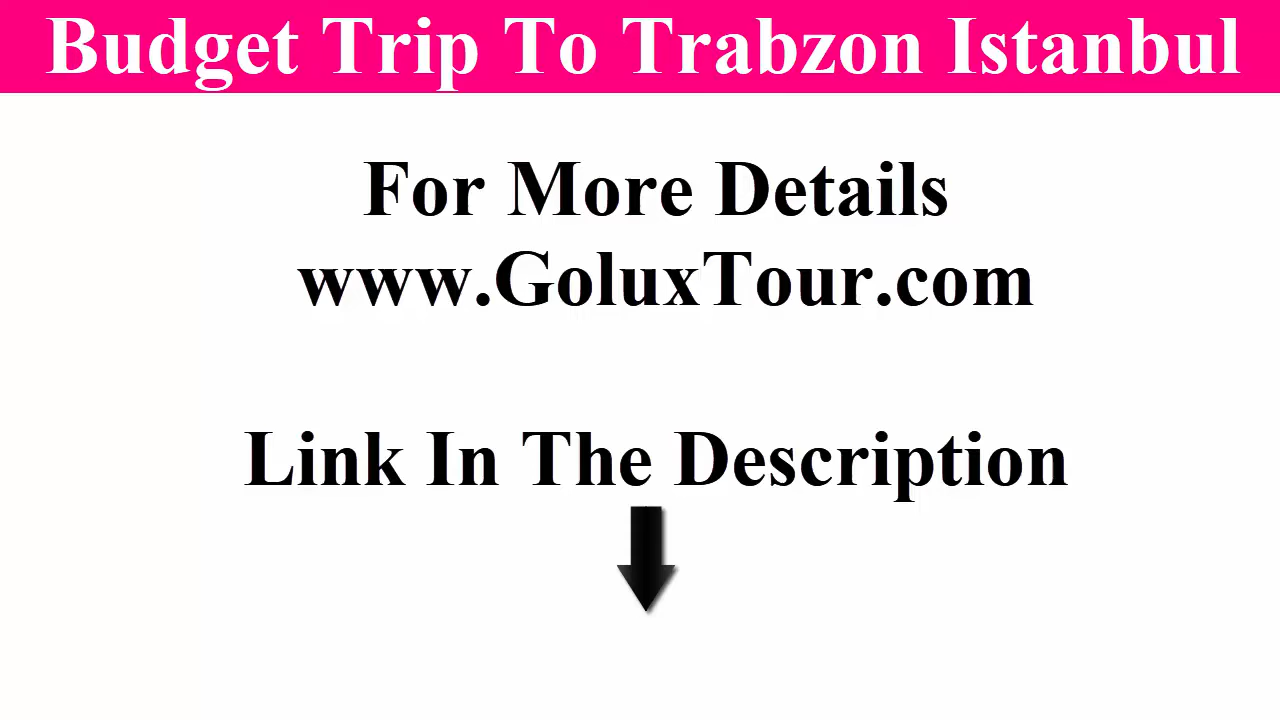 Budget Trip To Trabzon Istanbul
For More Details
www.GoluxTour.com
Link In The Description